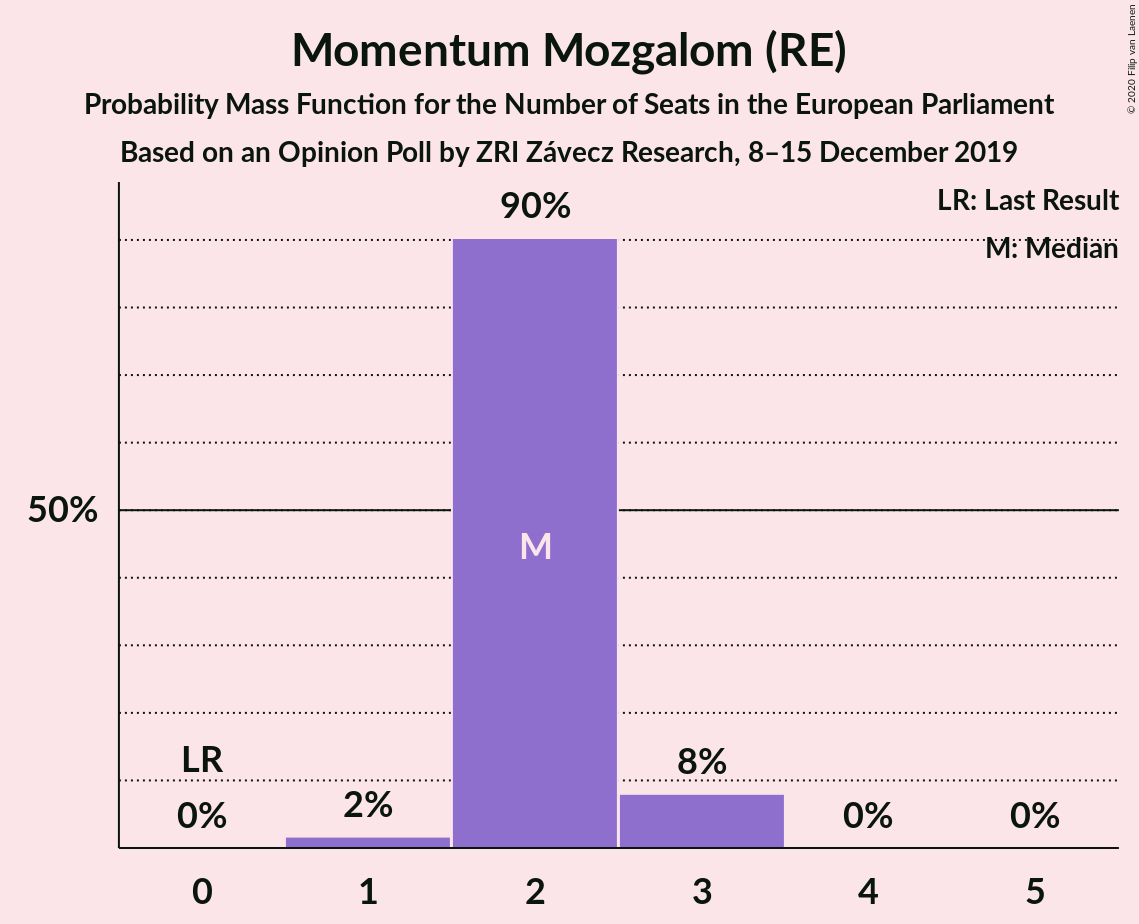 Momentum Mozgalom (RE)
Probability Mass Function for the Number of Seats in the European Parliament
Based on an Opinion Poll by ZRI Závecz Research, 8–15 December 2019
© 2020 Filip van Laenen
LR: Last Result
M: Median
90%
50%
M
LR
0%
2%
8%
0%
0%
0
1
2
3
4
5